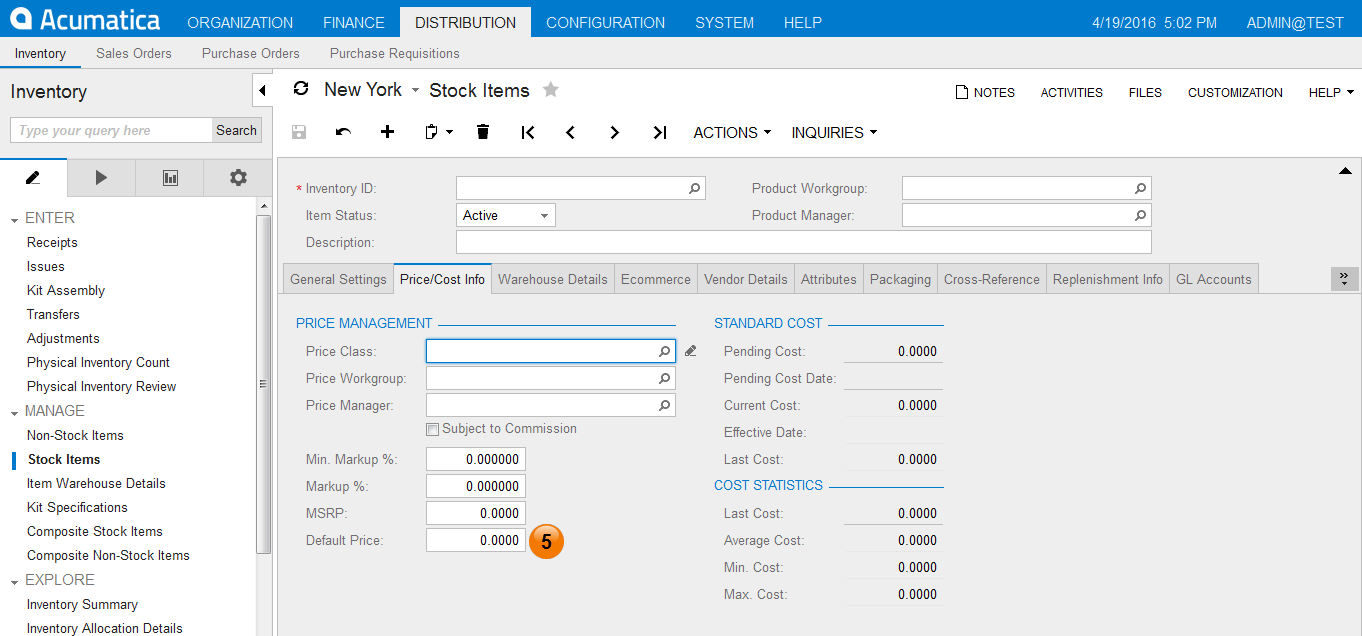 Acumatica ORGANIZATION FINANCE DISTRIBUTION CONFIGURATION SYSTEM HELP 4/19/2016 5:02 PM ADMIN@TEST
Inventory Sales Orders Purchase Orders Purchase Requisitions
Inventory
Type your query here Search
ENTER
Receipts
Issues
Kit Assembly
Transfers
Adjustments
Physical Inventory Count
Physical Inventory Review
MANAGE
Non-Stock Items
Stock Items
Item Warehouse Details
Kit Specifications
Composite Stock Items
Composite Non-Stock Items
EXPLORE
Inventory Summary
Inventory Allocation Details
New York Stock Items NOTES ACTIVITIES FILES CUSTOMIZATION HELP
ACTIONS INQUIRIES
* Inventory ID: Product Workgroup:
Item Status: Active Product Manager:
Description:
General Settings Price/Cost Info Warehouse Details Ecommerce Vendor Details Attributes Packaging Cross-Reference Replenishment Info GL Accounts
PRICE MANAGEMENT
Price Class:
Price Workgroup:
Price Manager:
Subject to Commission
Min. Markup %: 0.000000
Markup %: 0.000000
MSRP: 0.0000
Default Price: 0.0000 5
STANDARD COST
Pending Cost: 0.0000
Pending Cost Date:
Current Cost: 0.0000
Effective Date:
Last Cost: 0.0000
COST STATISTICS
Last Cost: 0.0000
Average Cost: 0.0000
Min. Cost: 0.0000
Max. Cost: 0.0000